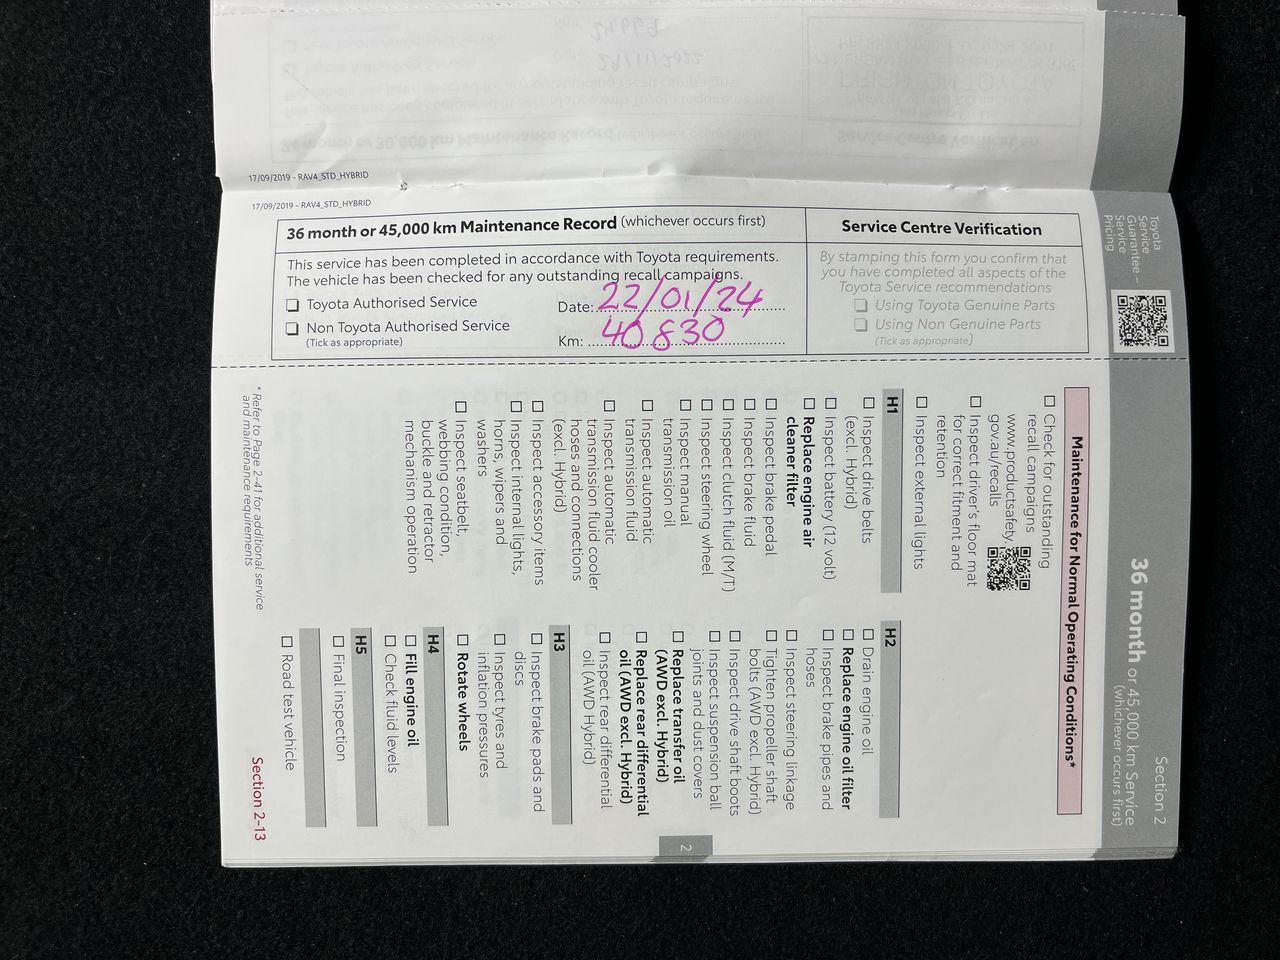 17/09/2019 - RAV4_STD_HYBRID
17/09/2019 - RAV4_STD_HYBRID
36 month or 45,000 km Maintenance Record (whichever occurs first)
This service has been completed in accordance with Toyota requirements.
The vehicle has been checked for any outstanding recall campaigns.
Toyota Authorised Service
Non Toyota Authorised Service
(Tick as appropriate)
Date: 22/01/24
Km: 40830
Service Centre Verification
By stamping this form you confirm that
you have completed all aspects of the
Toyota Service recommendations
Using Toyota Genuine Parts
Using Non Genuine Parts
(Tick as appropriate)
Toyota
Service
Guarantee –
Service
Pricing
Section 2
36 month or 45,000 km Service
(whichever occurs first)
Maintenance for Normal Operating Conditions*
Check for outstanding
recall campaigns
www.productsafety.
gov.au/recalls
Inspect driver's floor mat
for correct fitment and
retention
Inspect external lights
H1
Inspect drive belts
(excl. Hybrid)
Inspect battery (12 volt)
Replace engine air
cleaner filter
Inspect brake pedal
Inspect brake fluid
Inspect clutch fluid (M/T)
Inspect steering wheel
Inspect manual
transmission oil
Inspect automatic
transmission fluid
Inspect automatic
transmission fluid cooler
hoses and connections
(excl. Hybrid)
Inspect accessory items
Inspect internal lights,
horns, wipers and
washers
Inspect seatbelt,
webbing condition,
buckle and retractor
mechanism operation
H2
Drain engine oil
Replace engine oil filter
Inspect brake pipes and
hoses
Inspect steering linkage
Tighten propeller shaft
bolts (AWD excl. Hybrid)
Inspect drive shaft boots
Inspect suspension ball
joints and dust covers
Replace transfer oil
(AWD excl. Hybrid)
Replace rear differential
oil (AWD excl. Hybrid)
Inspect rear differential
oil (AWD Hybrid)
H3
Inspect brake pads and
discs
Inspect tyres and
inflation pressures
Rotate wheels
H4
Fill engine oil
Check fluid levels
H5
Final inspection
Road test vehicle
* Refer to Page 2-41 for additional service
and maintenance requirements
2
Section 2–13